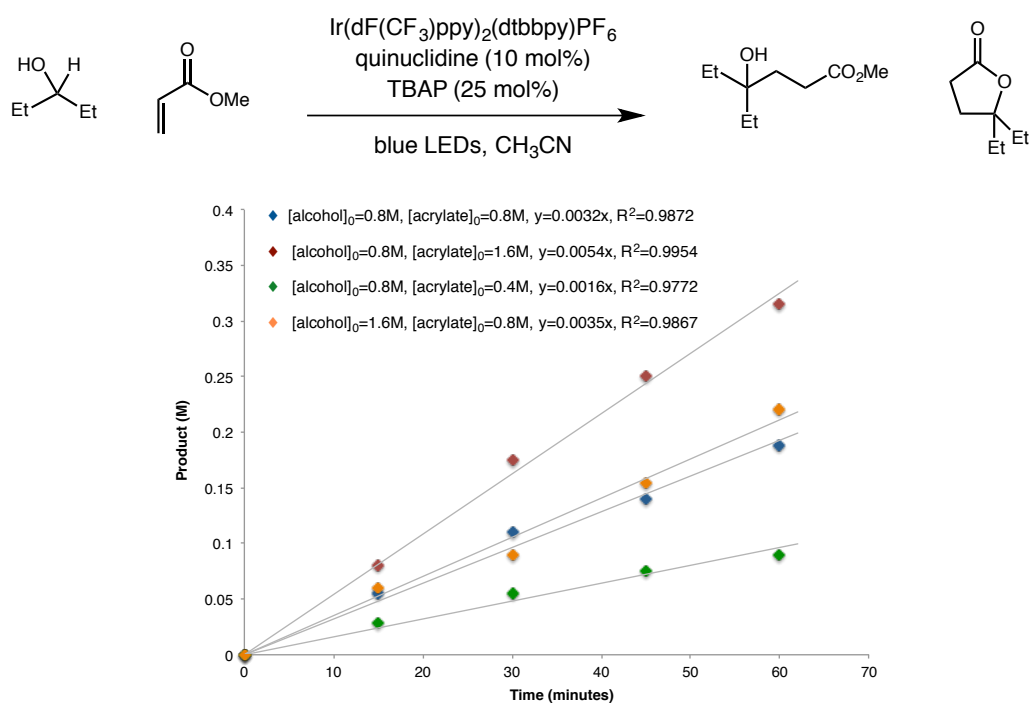 Ir(dF(CF₃)ppy)₂(dtbbpy)PF₆
quinuclidine (10 mol%)
TBAP (25 mol%)
blue LEDs, CH₃CN
HO H
Et Et
O
OMe
OH
Et CO₂Me
Et
O
O
Et
Et
[alcohol]₀=0.8M, [acrylate]₀=0.8M, y=0.0032x, R²=0.9872
[alcohol]₀=0.8M, [acrylate]₀=1.6M, y=0.0054x, R²=0.9954
[alcohol]₀=0.8M, [acrylate]₀=0.4M, y=0.0016x, R²=0.9772
[alcohol]₀=1.6M, [acrylate]₀=0.8M, y=0.0035x, R²=0.9867
0.4
0.35
0.3
0.25
0.2
0.15
0.1
0.05
0
Product (M)
0 10 20 30 40 50 60 70
Time (minutes)